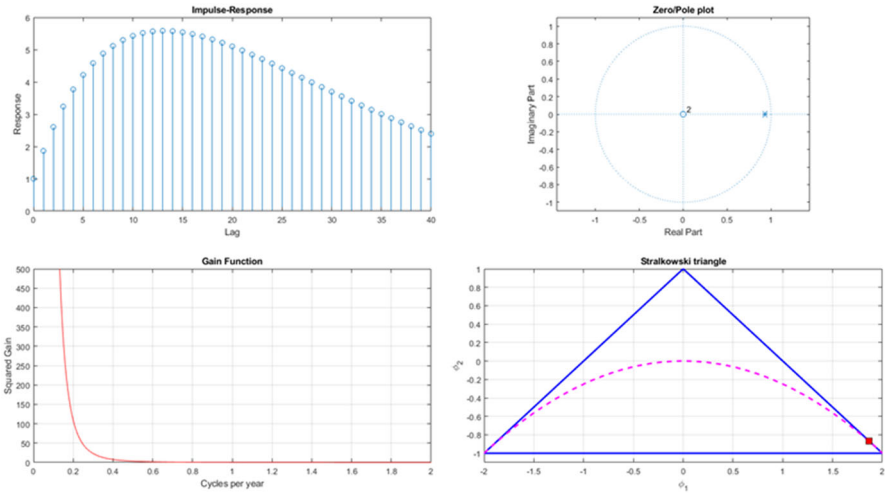 Impulse-Response
6
5
4
3
2
1
0
Response
0 5 10 15 20 25 30 35 40
Lag
Zero/Pole plot
1
0.8
0.6
0.4
0.2
0
-0.2
-0.4
-0.6
-0.8
-1
Imaginary Part
2
-1 -0.5 0 0.5 1
Real Part
Gain Function
500
450
400
350
300
250
200
150
100
50
0
Squared Gain
0 0.2 0.4 0.6 0.8 1 1.2 1.4 1.6 1.8 2
Cycles per year
Stralkowski triangle
1
0.8
0.6
0.4
0.2
0
-0.2
-0.4
-0.6
-0.8
-1
ϕ2
-2 -1.5 -1 -0.5 0 0.5 1 1.5 2
ϕ1